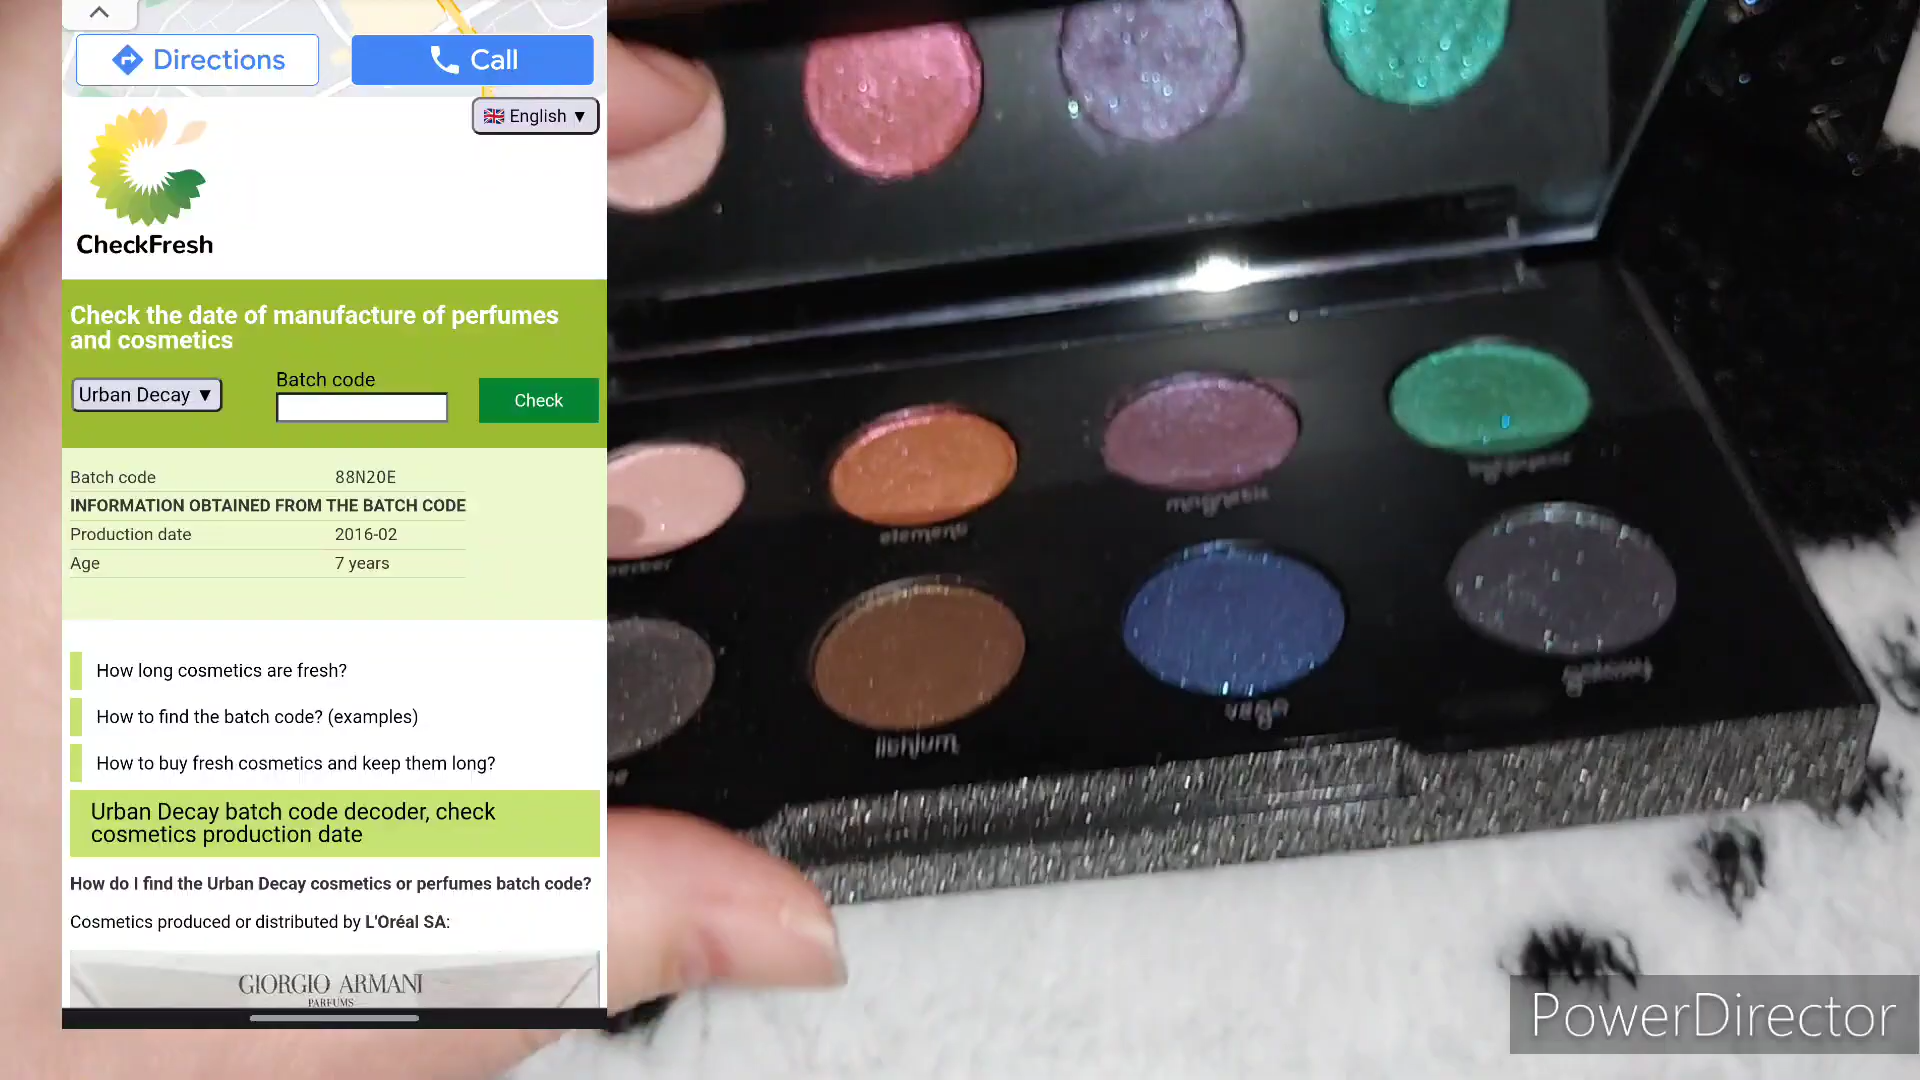 Directions
Call
English ▼
CheckFresh
Check the date of manufacture of perfumes
and cosmetics
Urban Decay ▼
Batch code
Check
Batch code 88N20E
INFORMATION OBTAINED FROM THE BATCH CODE
Production date 2016-02
Age 7 years
How long cosmetics are fresh?
How to find the batch code? (examples)
How to buy fresh cosmetics and keep them long?
Urban Decay batch code decoder, check
cosmetics production date
How do I find the Urban Decay cosmetics or perfumes batch code?
Cosmetics produced or distributed by L'Oréal SA:
GIORGIO ARMANI
PARFUMS
element
magnetic
lightspeed
vega
PowerDirector